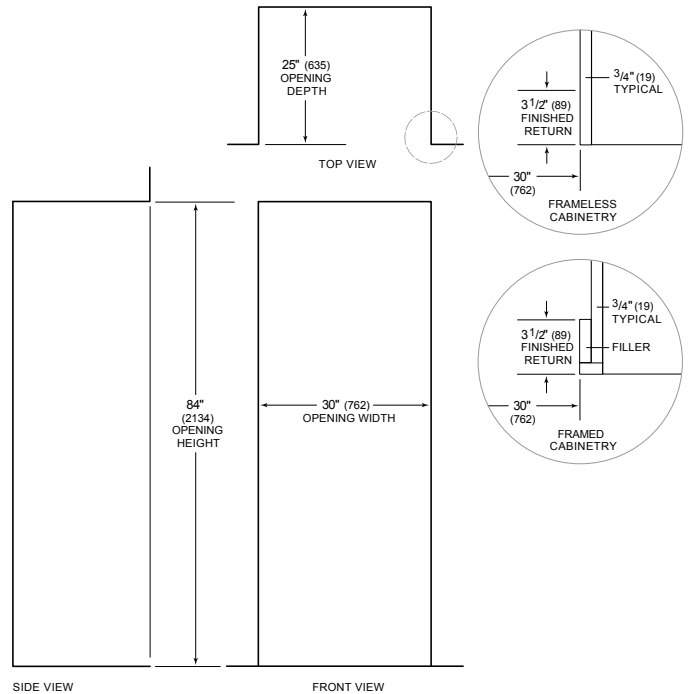 25" (635)
OPENING
DEPTH
TOP VIEW
3/4" (19)
TYPICAL
3 1/2" (89)
FINISHED
RETURN
30"
(762)
FRAMELESS
CABINETRY
3/4" (19)
TYPICAL
3 1/2" (89)
FINISHED
RETURN
FILLER
30"
(762)
FRAMED
CABINETRY
84"
(2134)
OPENING
HEIGHT
30" (762)
OPENING WIDTH
SIDE VIEW
FRONT VIEW